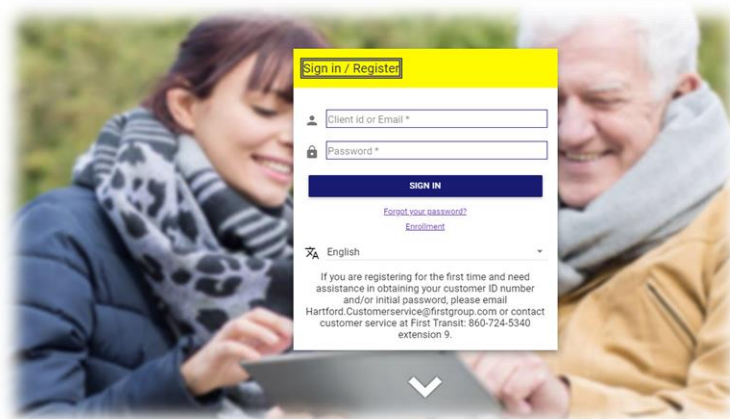 Sign in / Register
Client id or Email *
Password *
SIGN IN
Forgot your password?
Enrollment
English
If you are registering for the first time and need
assistance in obtaining your customer ID number
and/or initial password, please email
Hartford.Customerservice@firstgroup.com or contact
customer service at First Transit: 860-724-5340
extension 9.